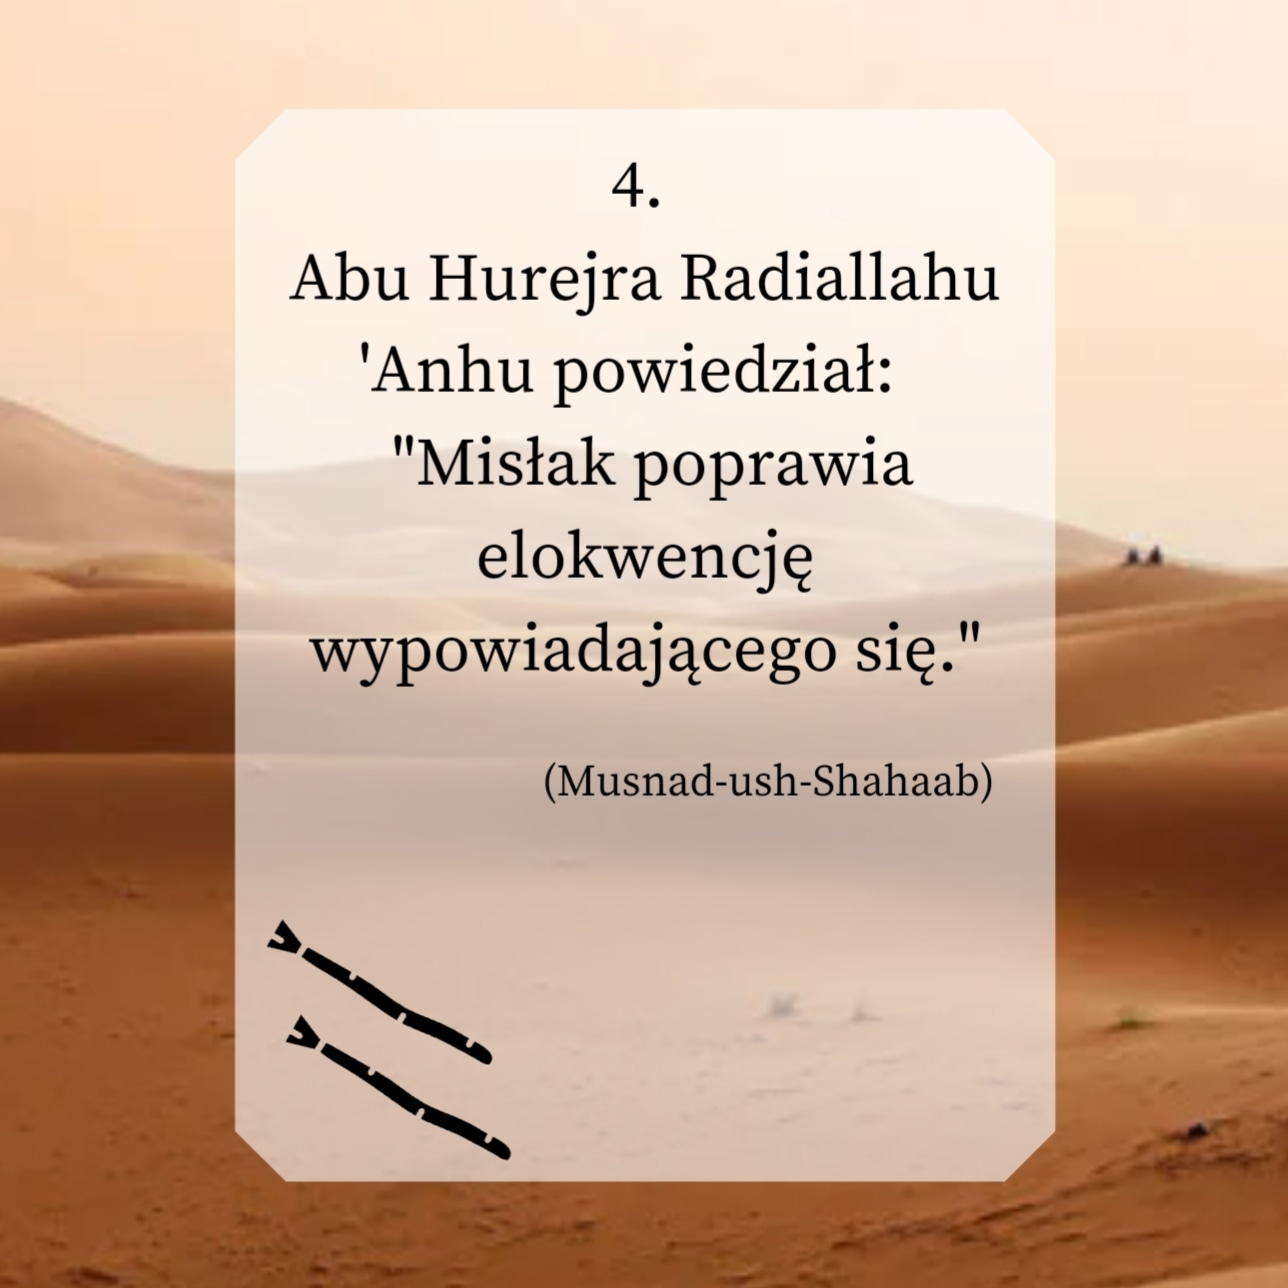 4.
Abu Hurejra Radiallahu
'Anhu powiedział:
"Misłak poprawia
elokwencję
wypowiadającego się."
(Musnad-ush-Shahaab)